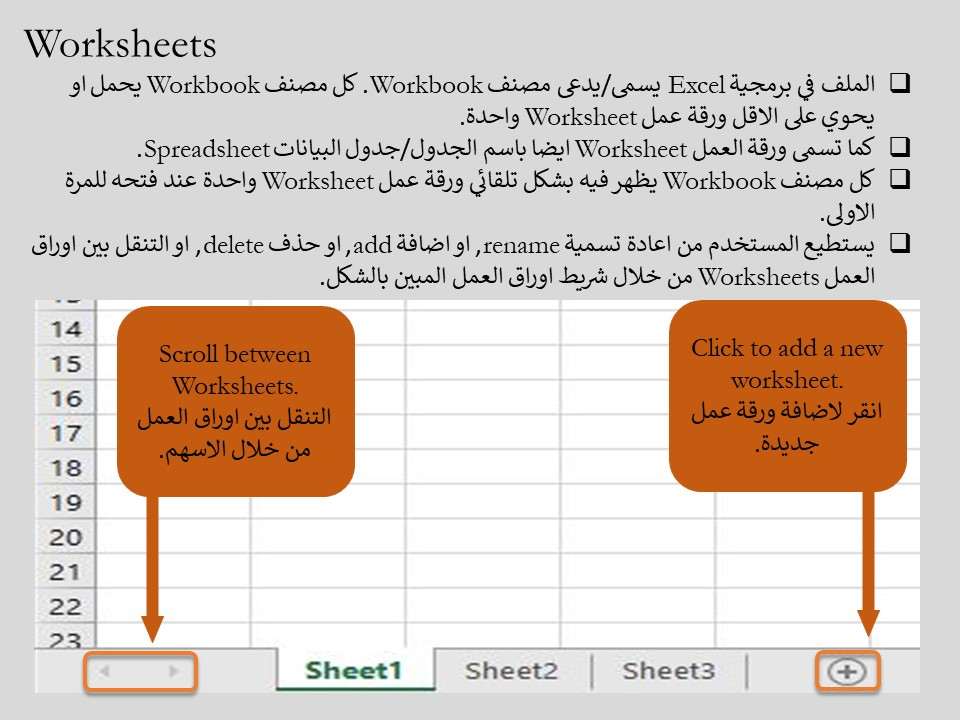 Worksheets
❑ الملف في برمجية Excel يسمى/يدعى مصنف Workbook. كل مصنف Workbook يحمل او
يحوي على الاقل ورقة عمل Worksheet واحدة.
❑ كما تسمى ورقة العمل Worksheet ايضا باسم الجدول/جدول البيانات Spreadsheet.
❑ كل مصنف Workbook يظهر فيه بشكل تلقائي ورقة عمل Worksheet واحدة عند فتحه للمرة
الاولى.
❑ يستطيع المستخدم من اعادة تسمية rename, او اضافة add, او حذف delete, او التنقل بين اوراق
العمل Worksheets من خلال شريط اوراق العمل المبين بالشكل.
Scroll between
Worksheets.
التنقل بين اوراق العمل
من خلال الاسهم.
Click to add a new
worksheet.
انقر لاضافة ورقة عمل
جديدة.
14
15
16
17
18
19
20
21
22
23
Sheet1 Sheet2 Sheet3